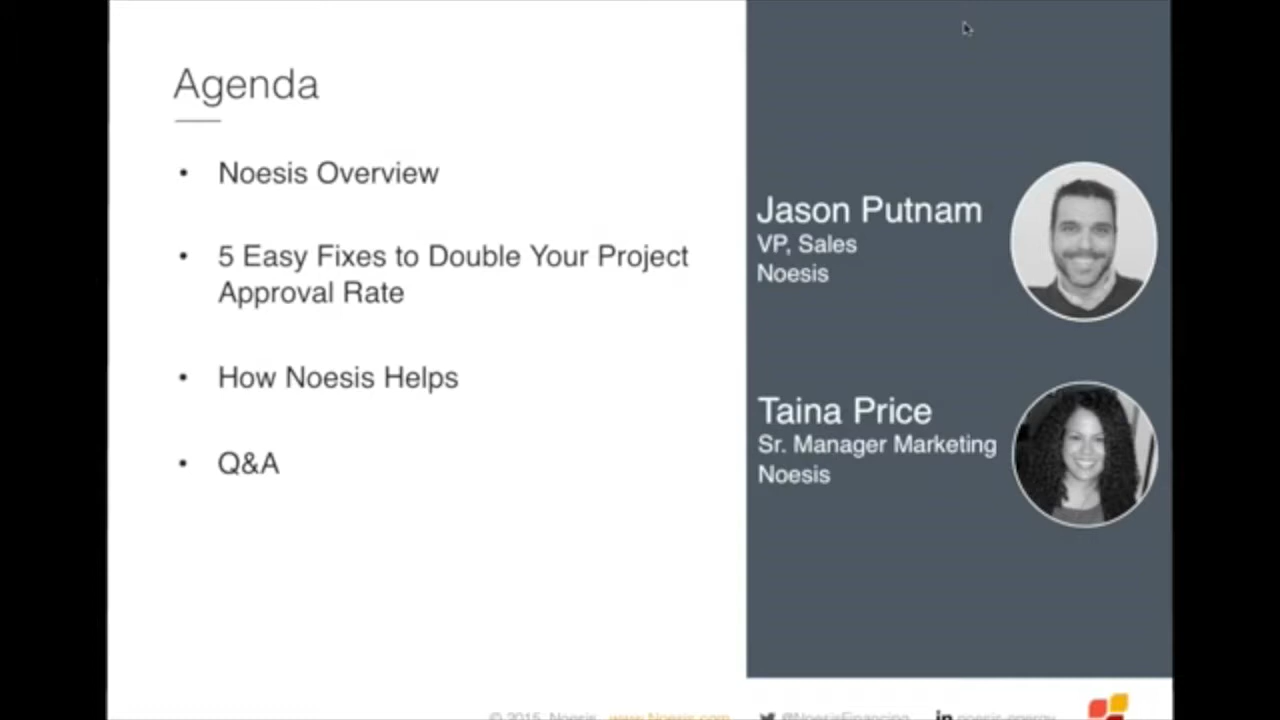 Agenda
• Noesis Overview
• 5 Easy Fixes to Double Your Project
Approval Rate
• How Noesis Helps
• Q&A
Jason Putnam
VP, Sales
Noesis
Taina Price
Sr. Manager Marketing
Noesis
© 2015, Noesis www.Noesis.com @NoesisFinancing in noesis-energy